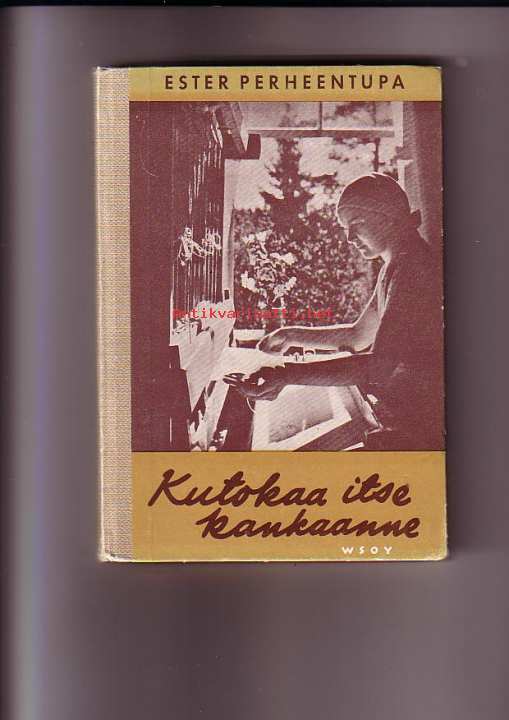 ESTER PERHEENTUPA
Antikvariaatti.net
Kutokaa itse
kankaanne
WSOY